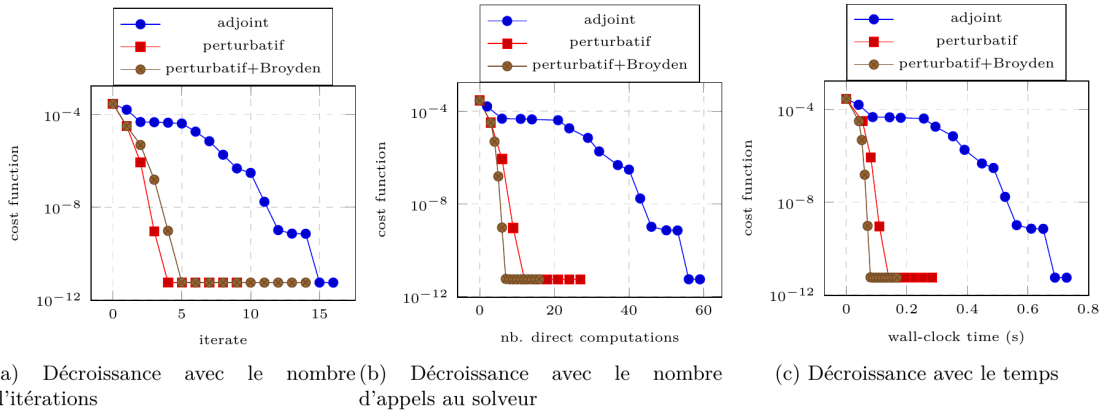 adjoint
perturbatif
perturbatif+Broyden
10−4
10−8
10−12
cost function
0
5
10
15
iterate
a) Décroissance avec le nombre
l'itérations
adjoint
perturbatif
perturbatif+Broyden
10−4
10−8
10−12
cost function
0
20
40
60
nb. direct computations
(b) Décroissance avec le nombre
d'appels au solveur
adjoint
perturbatif
perturbatif+Broyden
10−4
10−8
10−12
cost function
0
0.2
0.4
0.6
0.8
wall-clock time (s)
(c) Décroissance avec le temps